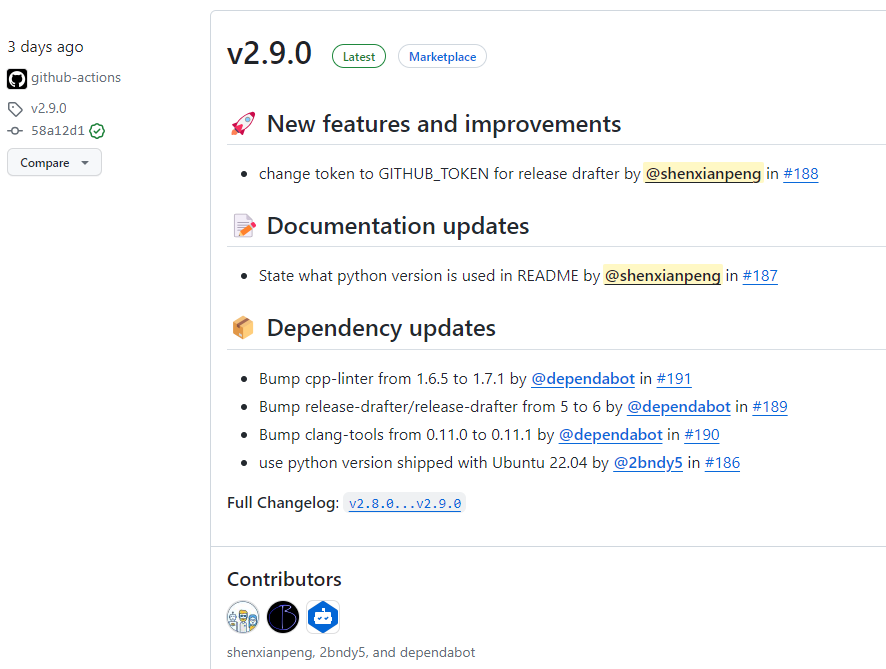 3 days ago
github-actions
v2.9.0
58a12d1
Compare
v2.9.0 Latest Marketplace
New features and improvements
change token to GITHUB_TOKEN for release drafter by @shenxianpeng in #188
Documentation updates
State what python version is used in README by @shenxianpeng in #187
Dependency updates
Bump cpp-linter from 1.6.5 to 1.7.1 by @dependabot in #191
Bump release-drafter/release-drafter from 5 to 6 by @dependabot in #189
Bump clang-tools from 0.11.0 to 0.11.1 by @dependabot in #190
use python version shipped with Ubuntu 22.04 by @2bndy5 in #186
Full Changelog: v2.8.0...v2.9.0
Contributors
shenxianpeng, 2bndy5, and dependabot